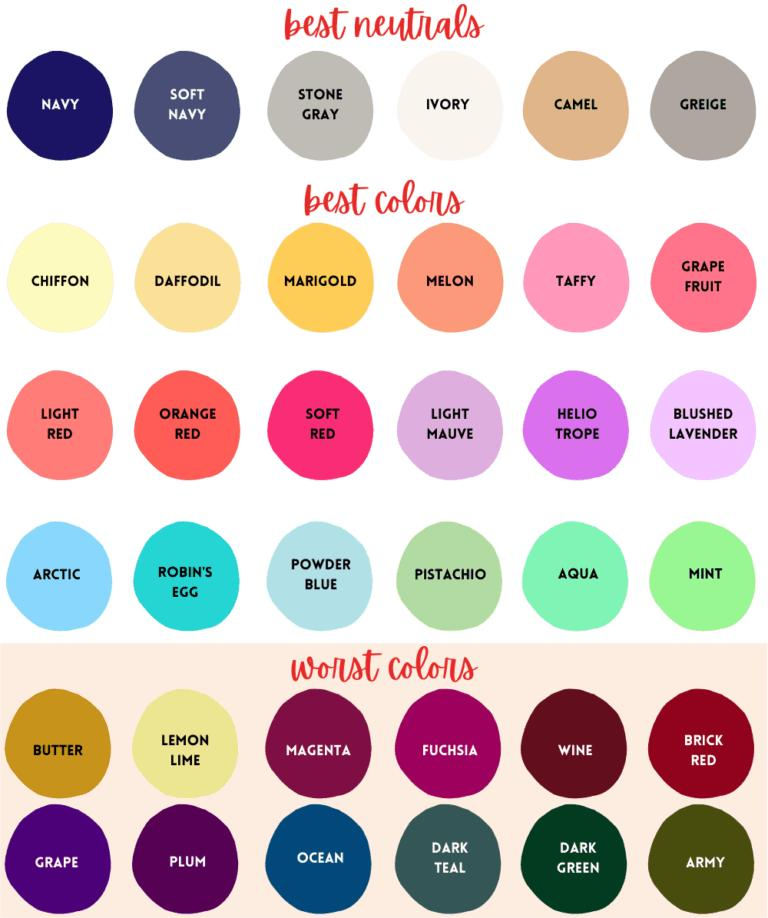 best neutrals
NAVY
SOFT
NAVY
STONE
GRAY
IVORY
CAMEL
GREIGE
best colors
CHIFFON
DAFFODIL
MARIGOLD
MELON
TAFFY
GRAPE
FRUIT
LIGHT
RED
ORANGE
RED
SOFT
RED
LIGHT
MAUVE
HELIO
TROPE
BLUSHED
LAVENDER
ARCTIC
ROBIN'S
EGG
POWDER
BLUE
PISTACHIO
AQUA
MINT
worst colors
BUTTER
LEMON
LIME
MAGENTA
FUCHSIA
WINE
BRICK
RED
GRAPE
PLUM
OCEAN
DARK
TEAL
DARK
GREEN
ARMY